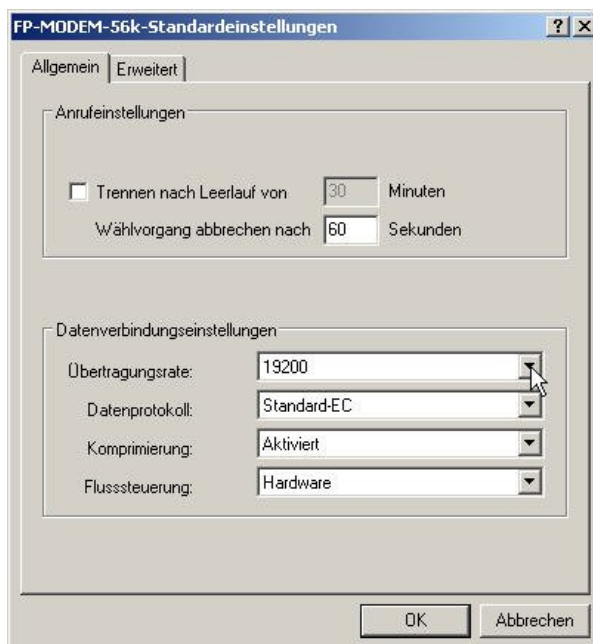 FP-MODEM-56k-Standardeinstellungen
Allgemein Erweitert
Anrufeinstellungen
Trennen nach Leerlauf von 30 Minuten
Wählvorgang abbrechen nach 60 Sekunden
Datenverbindungseinstellungen
Übertragungsrate: 19200
Datenprotokoll: Standard-EC
Komprimierung: Aktiviert
Flusssteuerung: Hardware
OK Abbrechen